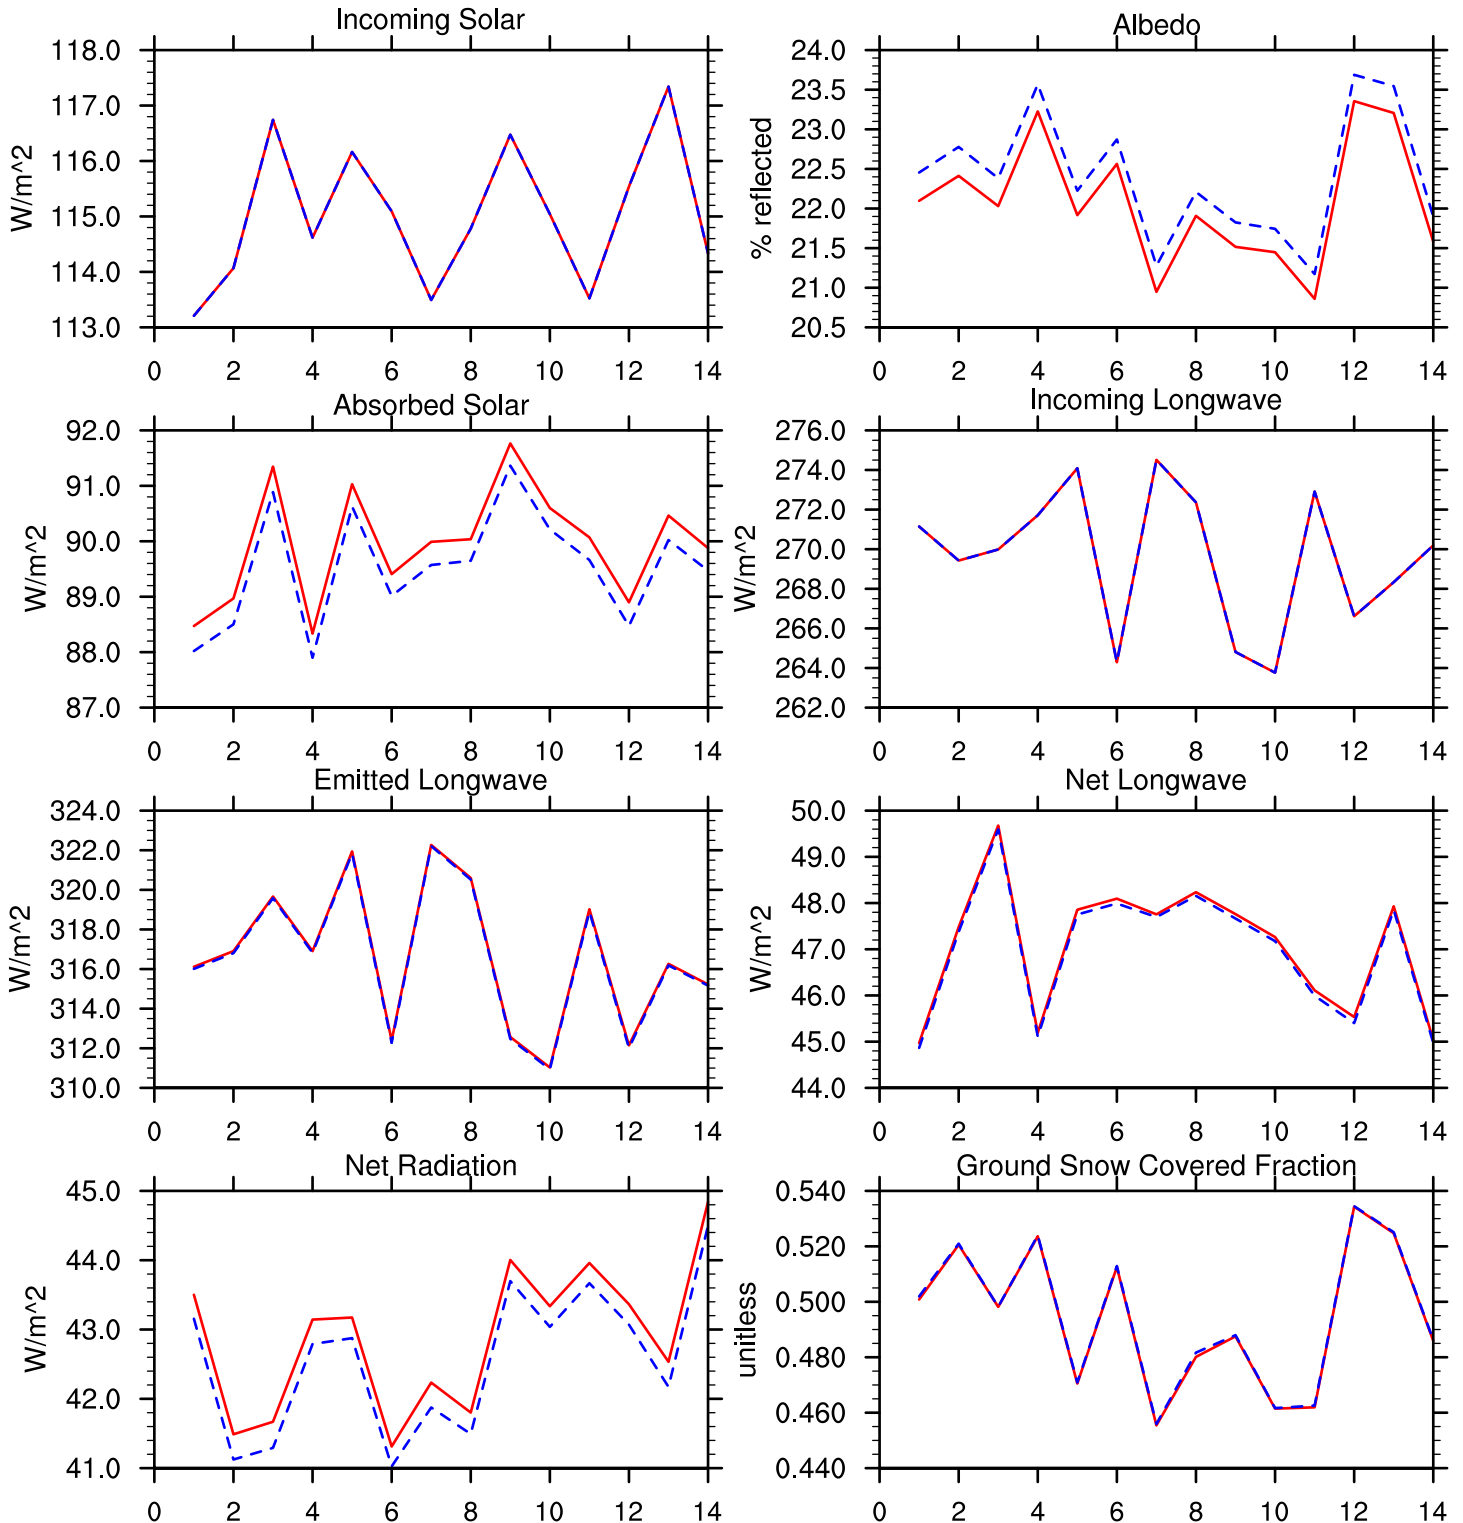 Incoming Solar
W/m^2
118.0
117.0
116.0
115.0
114.0
113.0
0 2 4 6 8 10 12 14
Albedo
% reflected
24.0
23.5
23.0
22.5
22.0
21.5
21.0
20.5
0 2 4 6 8 10 12 14
Absorbed Solar
W/m^2
92.0
91.0
90.0
89.0
88.0
87.0
0 2 4 6 8 10 12 14
Incoming Longwave
W/m^2
276.0
274.0
272.0
270.0
268.0
266.0
264.0
262.0
0 2 4 6 8 10 12 14
Emitted Longwave
W/m^2
324.0
322.0
320.0
318.0
316.0
314.0
312.0
310.0
0 2 4 6 8 10 12 14
Net Longwave
W/m^2
50.0
49.0
48.0
47.0
46.0
45.0
44.0
0 2 4 6 8 10 12 14
Net Radiation
W/m^2
45.0
44.0
43.0
42.0
41.0
0 2 4 6 8 10 12 14
Ground Snow Covered Fraction
unitless
0.540
0.520
0.500
0.480
0.460
0.440
0 2 4 6 8 10 12 14